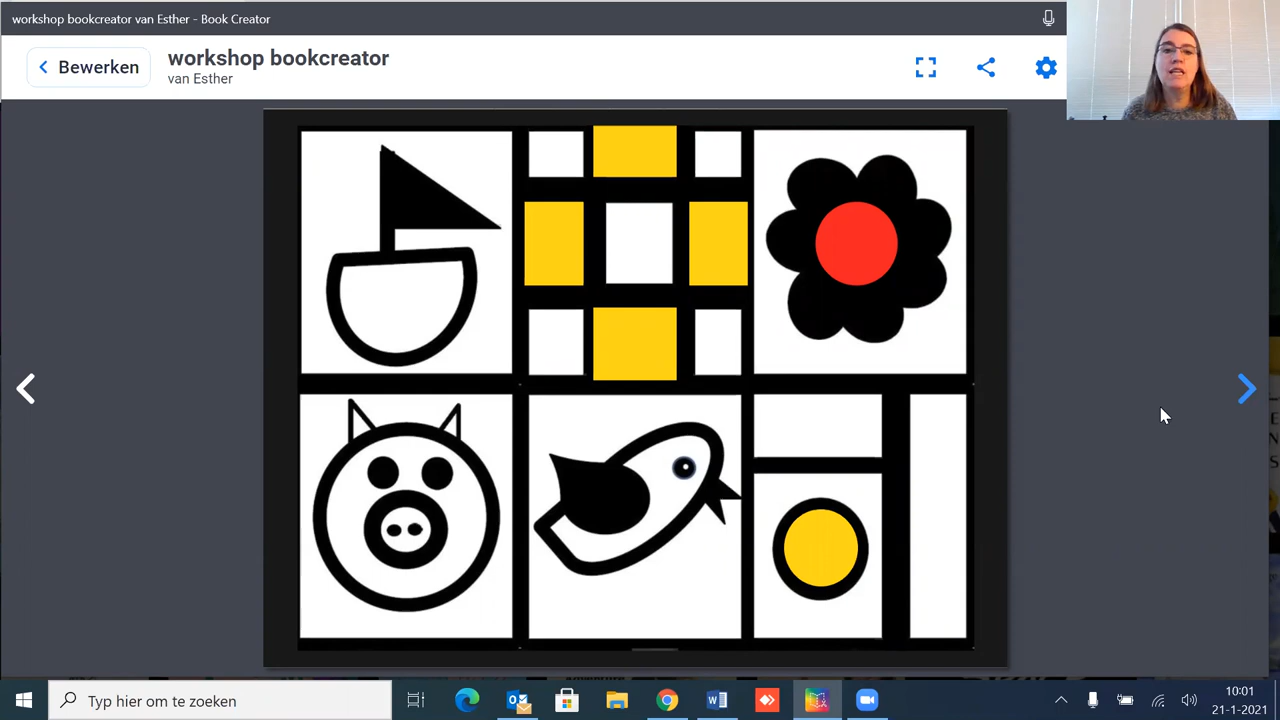 workshop bookcreator van Esther - Book Creator
Bewerken
workshop bookcreator
van Esther
Typ hier om te zoeken
10:01
21-1-2021